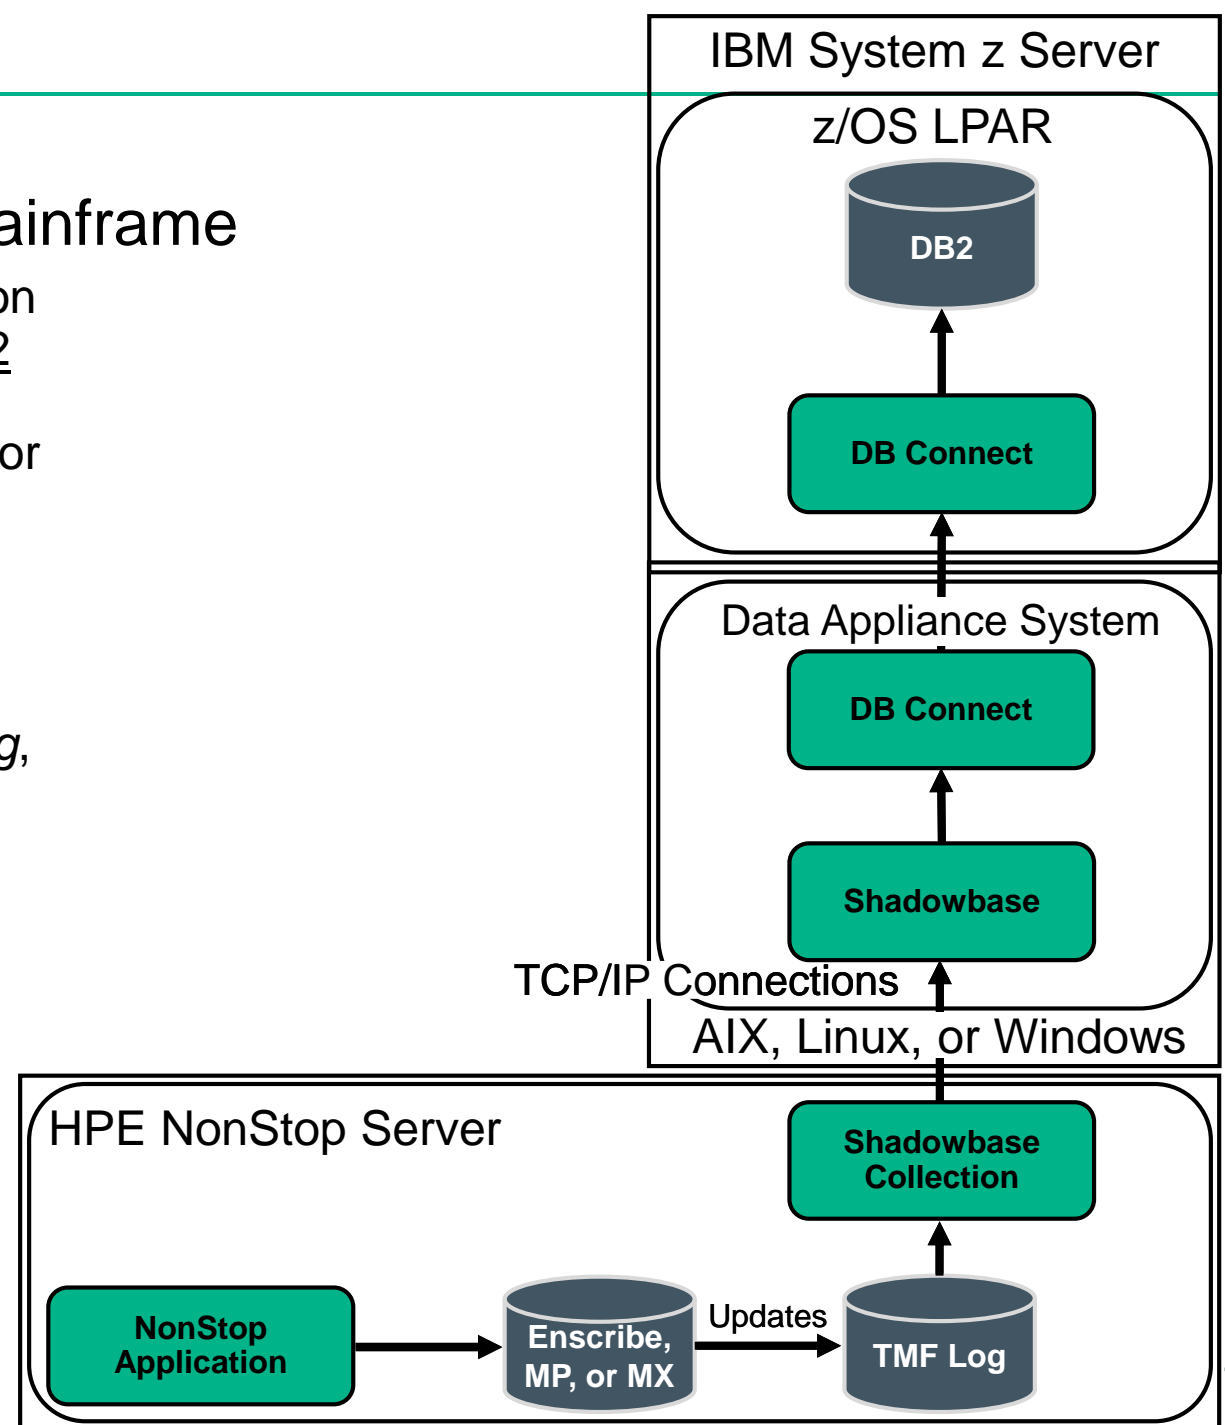 IBM System z Server
z/OS LPAR
DB2
DB Connect
Data Appliance System
DB Connect
Shadowbase
TCP/IP Connections
AIX, Linux, or Windows
HPE NonStop Server
Shadowbase
Collection
NonStop
Application
Enscribe,
MP, or MX
Updates
TMF Log
ainframe
on
2
or
g,